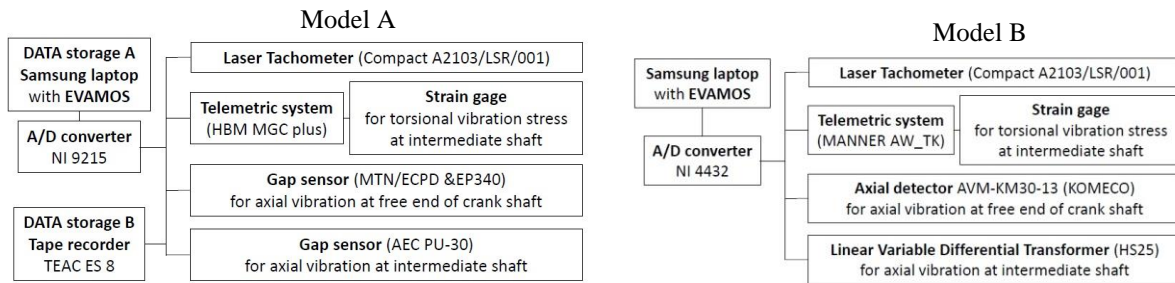 Model A
DATA storage A
Samsung laptop
with EVAMOS
A/D converter
NI 9215
DATA storage B
Tape recorder
TEAC ES 8
Laser Tachometer (Compact A2103/LSR/001)
Telemetric system
(HBM MGC plus)
Strain gage
for torsional vibration stress
at intermediate shaft
Gap sensor (MTN/ECPD &EP340)
for axial vibration at free end of crank shaft
Gap sensor (AEC PU-30)
for axial vibration at intermediate shaft
Model B
Samsung laptop
with EVAMOS
A/D converter
NI 4432
Laser Tachometer (Compact A2103/LSR/001)
Telemetric system
(MANNER AW_TK)
Strain gage
for torsional vibration stress
at intermediate shaft
Axial detector AVM-KM30-13 (KOMECO)
for axial vibration at free end of crank shaft
Linear Variable Differential Transformer (HS25)
for axial vibration at intermediate shaft